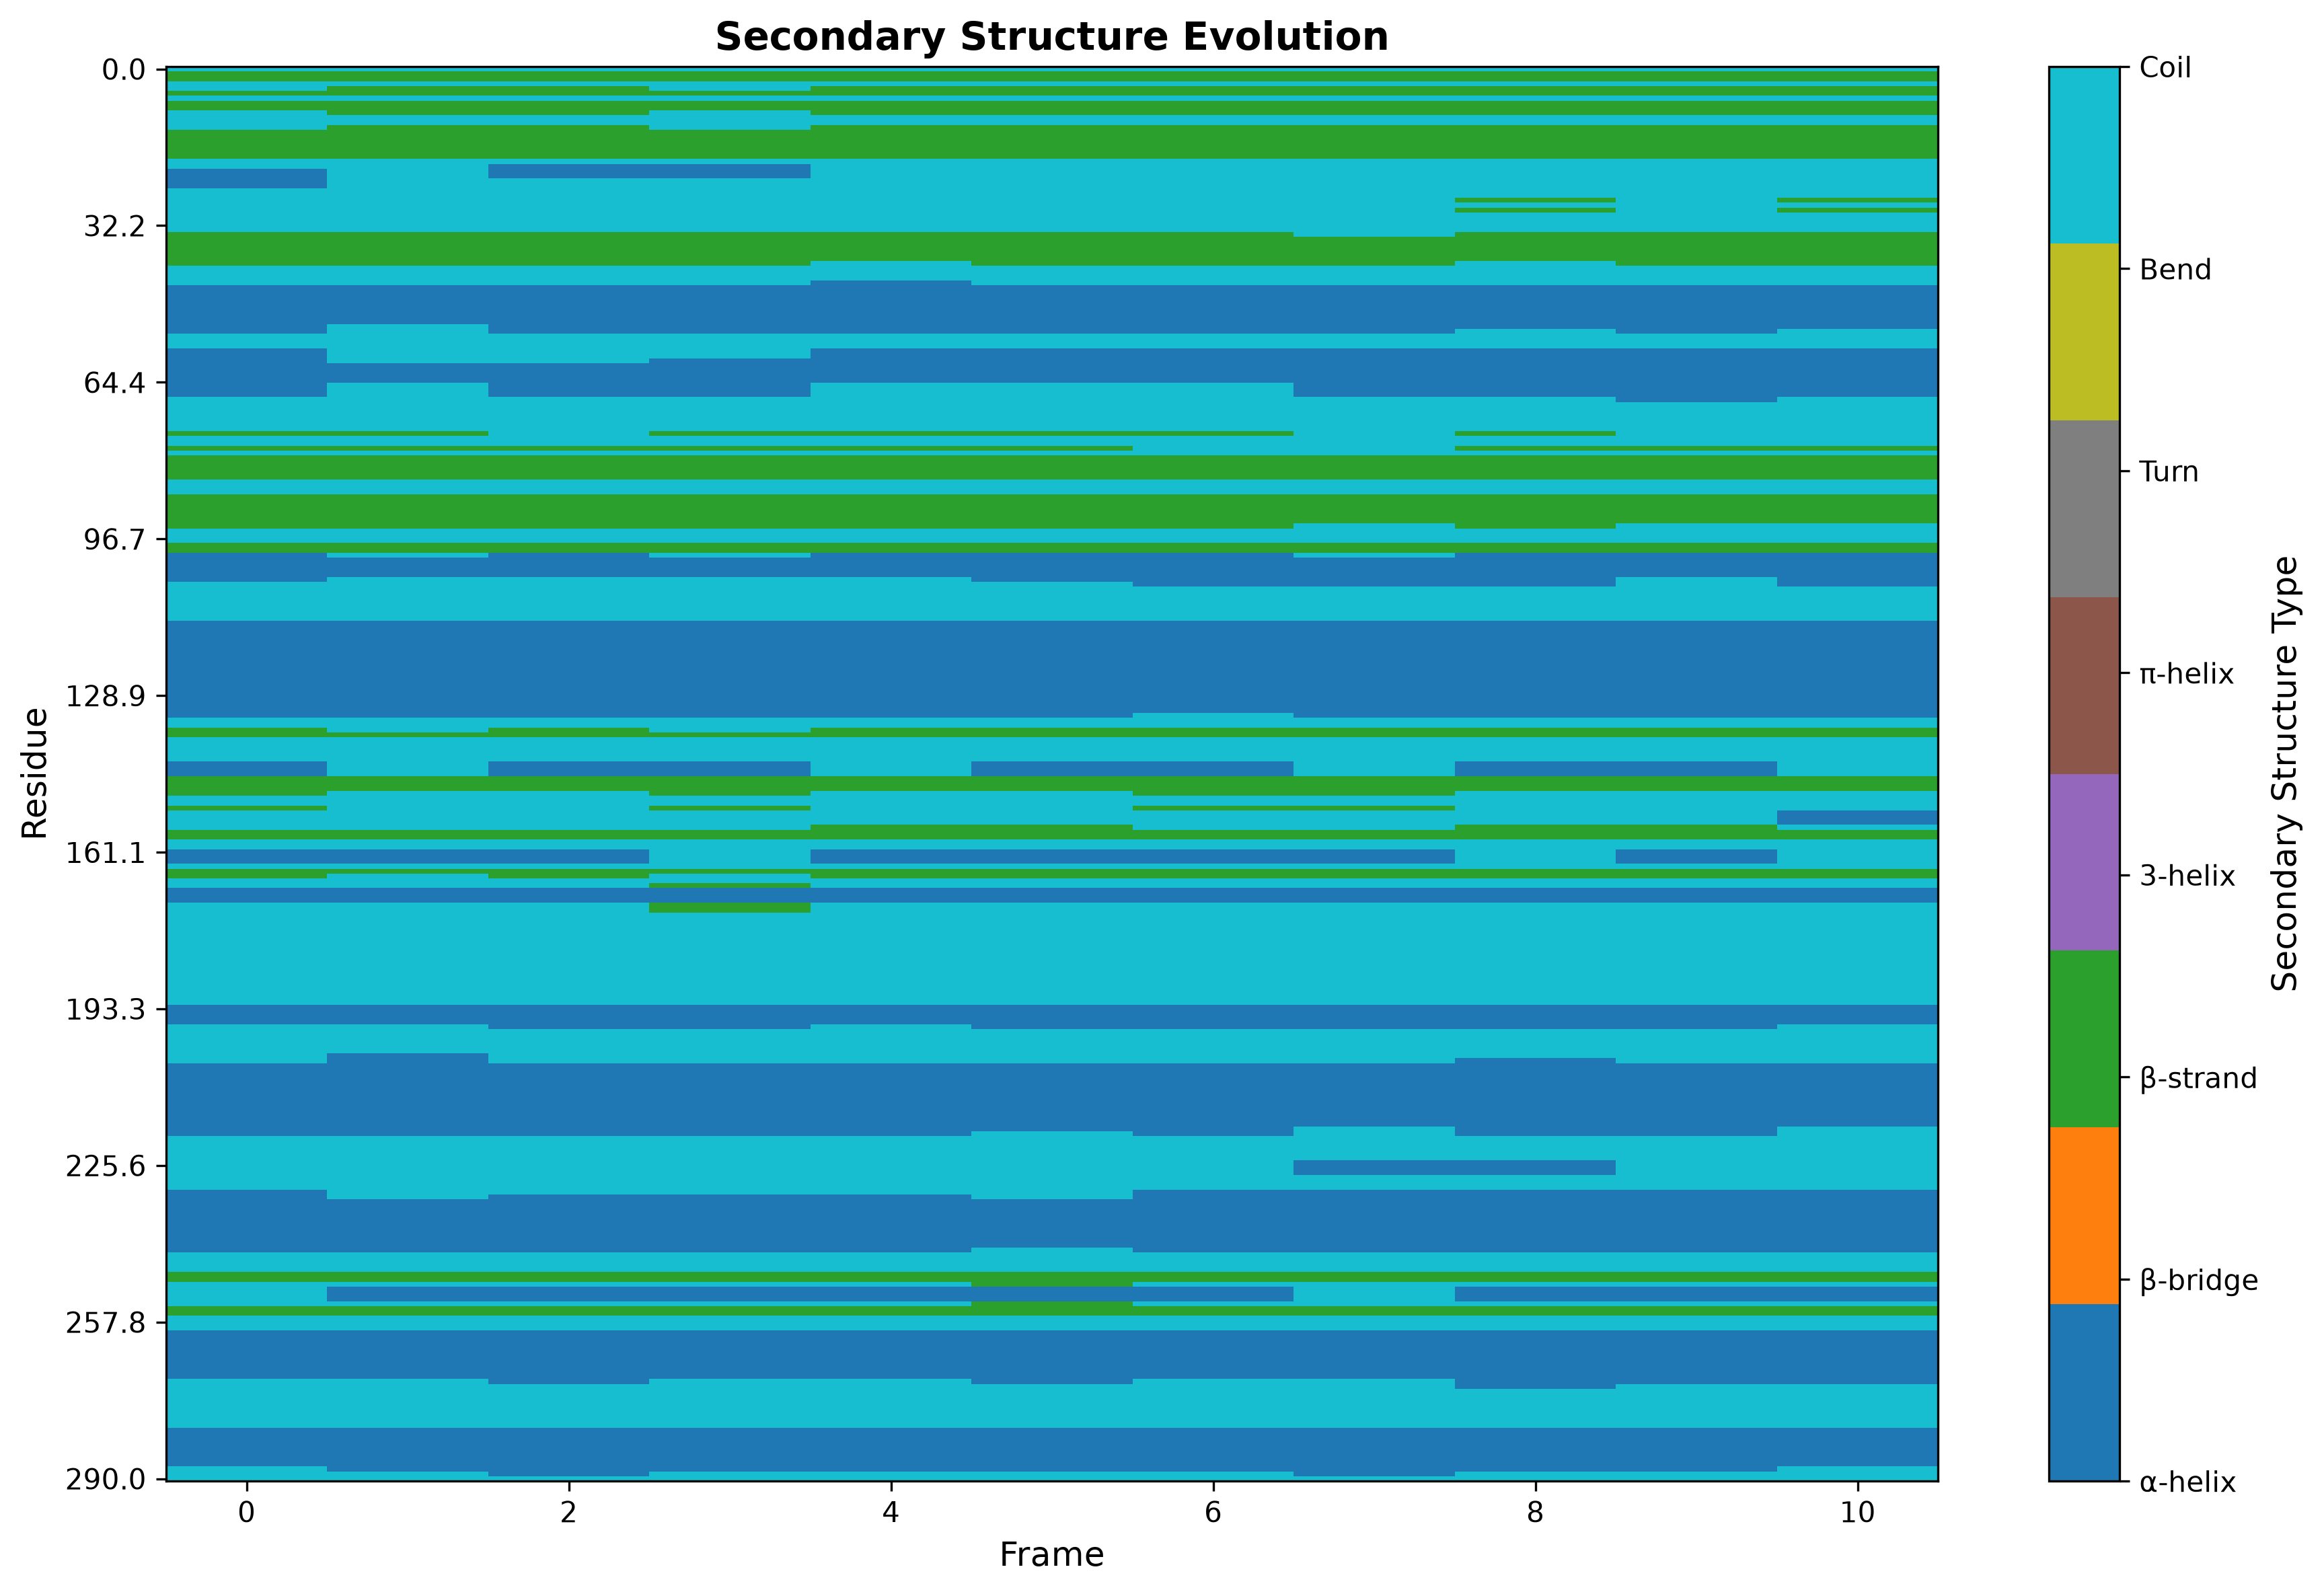 Secondary Structure Evolution
0.0
32.2
64.4
96.7
128.9
161.1
193.3
225.6
257.8
290.0
Residue
0 2 4 6 8 10
Frame
Coil
Bend
Turn
π-helix
3-helix
β-strand
β-bridge
α-helix
Secondary Structure Type